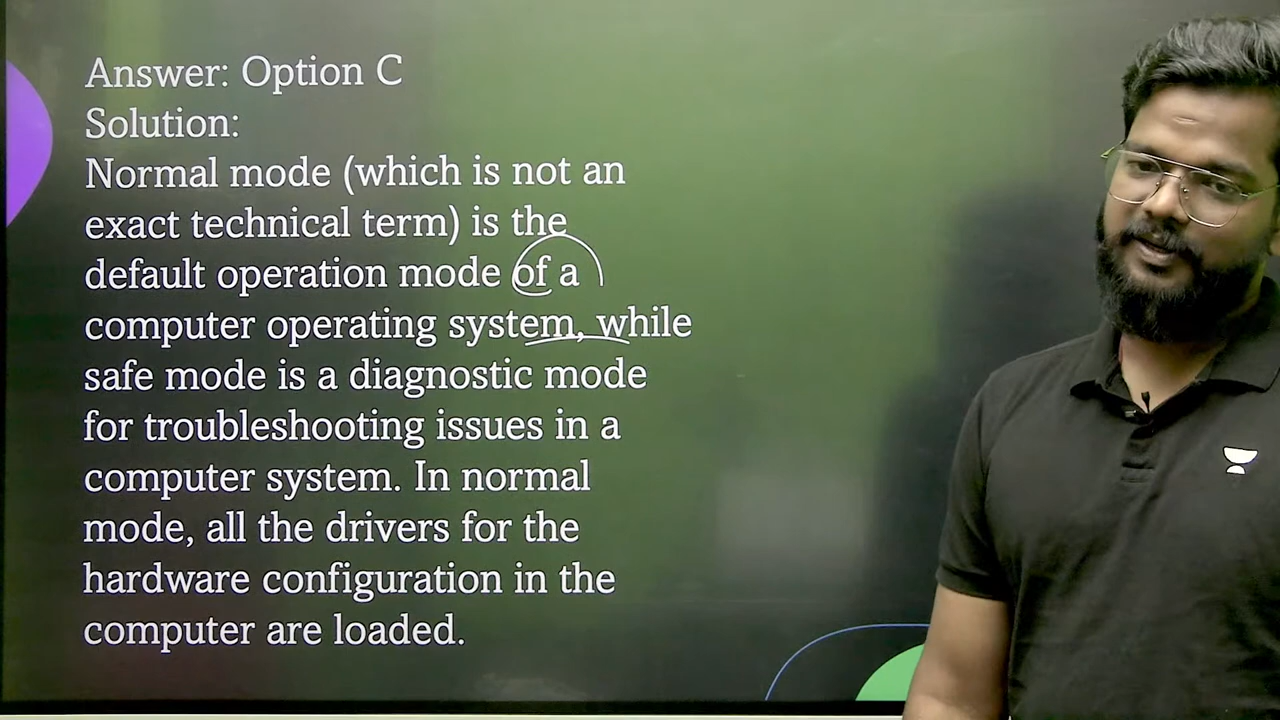 Answer: Option C
Solution:
Normal mode (which is not an
exact technical term) is the
default operation mode of a
computer operating system, while
safe mode is a diagnostic mode
for troubleshooting issues in a
computer system. In normal
mode, all the drivers for the
hardware configuration in the
computer are loaded.